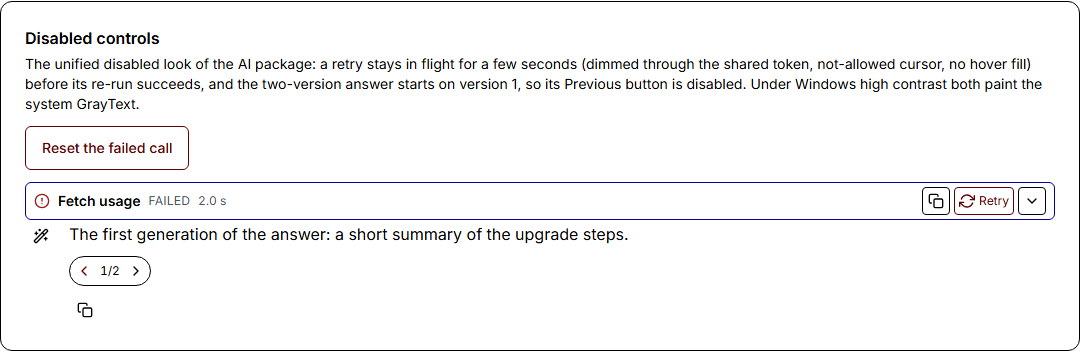 Disabled controls
The unified disabled look of the AI package: a retry stays in flight for a few seconds (dimmed through the shared token, not-allowed cursor, no hover fill)
before its re-run succeeds, and the two-version answer starts on version 1, so its Previous button is disabled. Under Windows high contrast both paint the
system GrayText.
Reset the failed call
Fetch usage FAILED 2.0 s Retry
The first generation of the answer: a short summary of the upgrade steps.
1/2